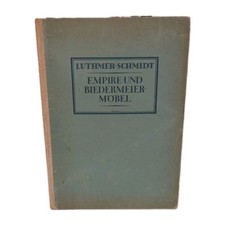 LUTHMER-SCHMIDT
EMPIRE UND
BIEDERMEIER-
MÖBEL